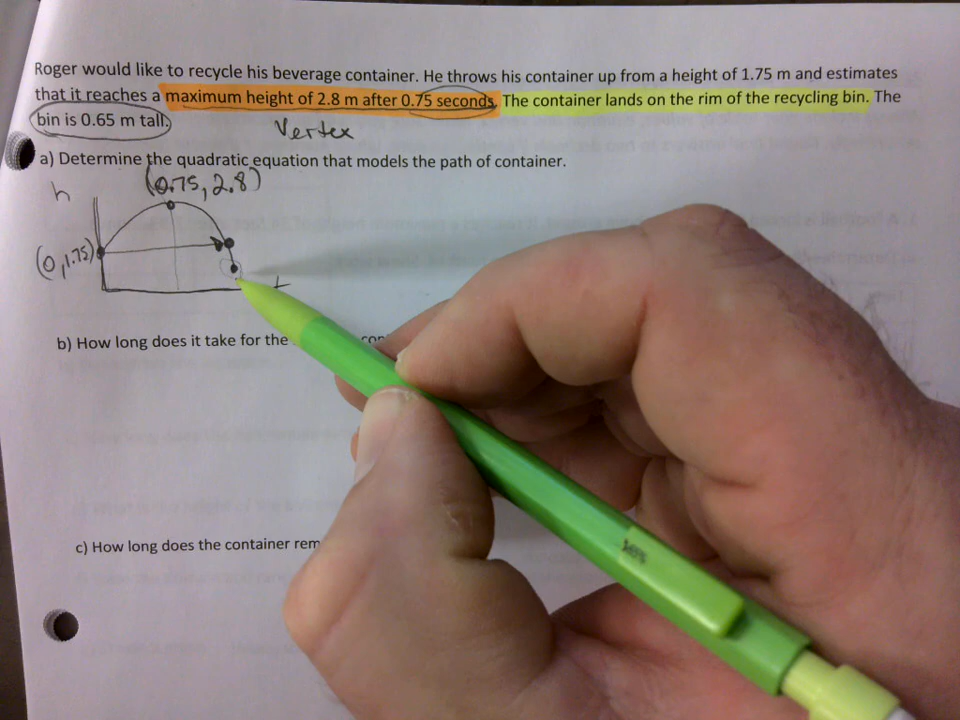 Roger would like to recycle his beverage container. He throws his container up from a height of 1.75 m and estimates
that it reaches a maximum height of 2.8 m after 0.75 seconds. The container lands on the rim of the recycling bin. The
bin is 0.65 m tall.
Vertex
a) Determine the quadratic equation that models the path of container.
h
(0.75, 2.8)
(0, 1.75)
t
b) How long does it take for the
c) How long does the container rem